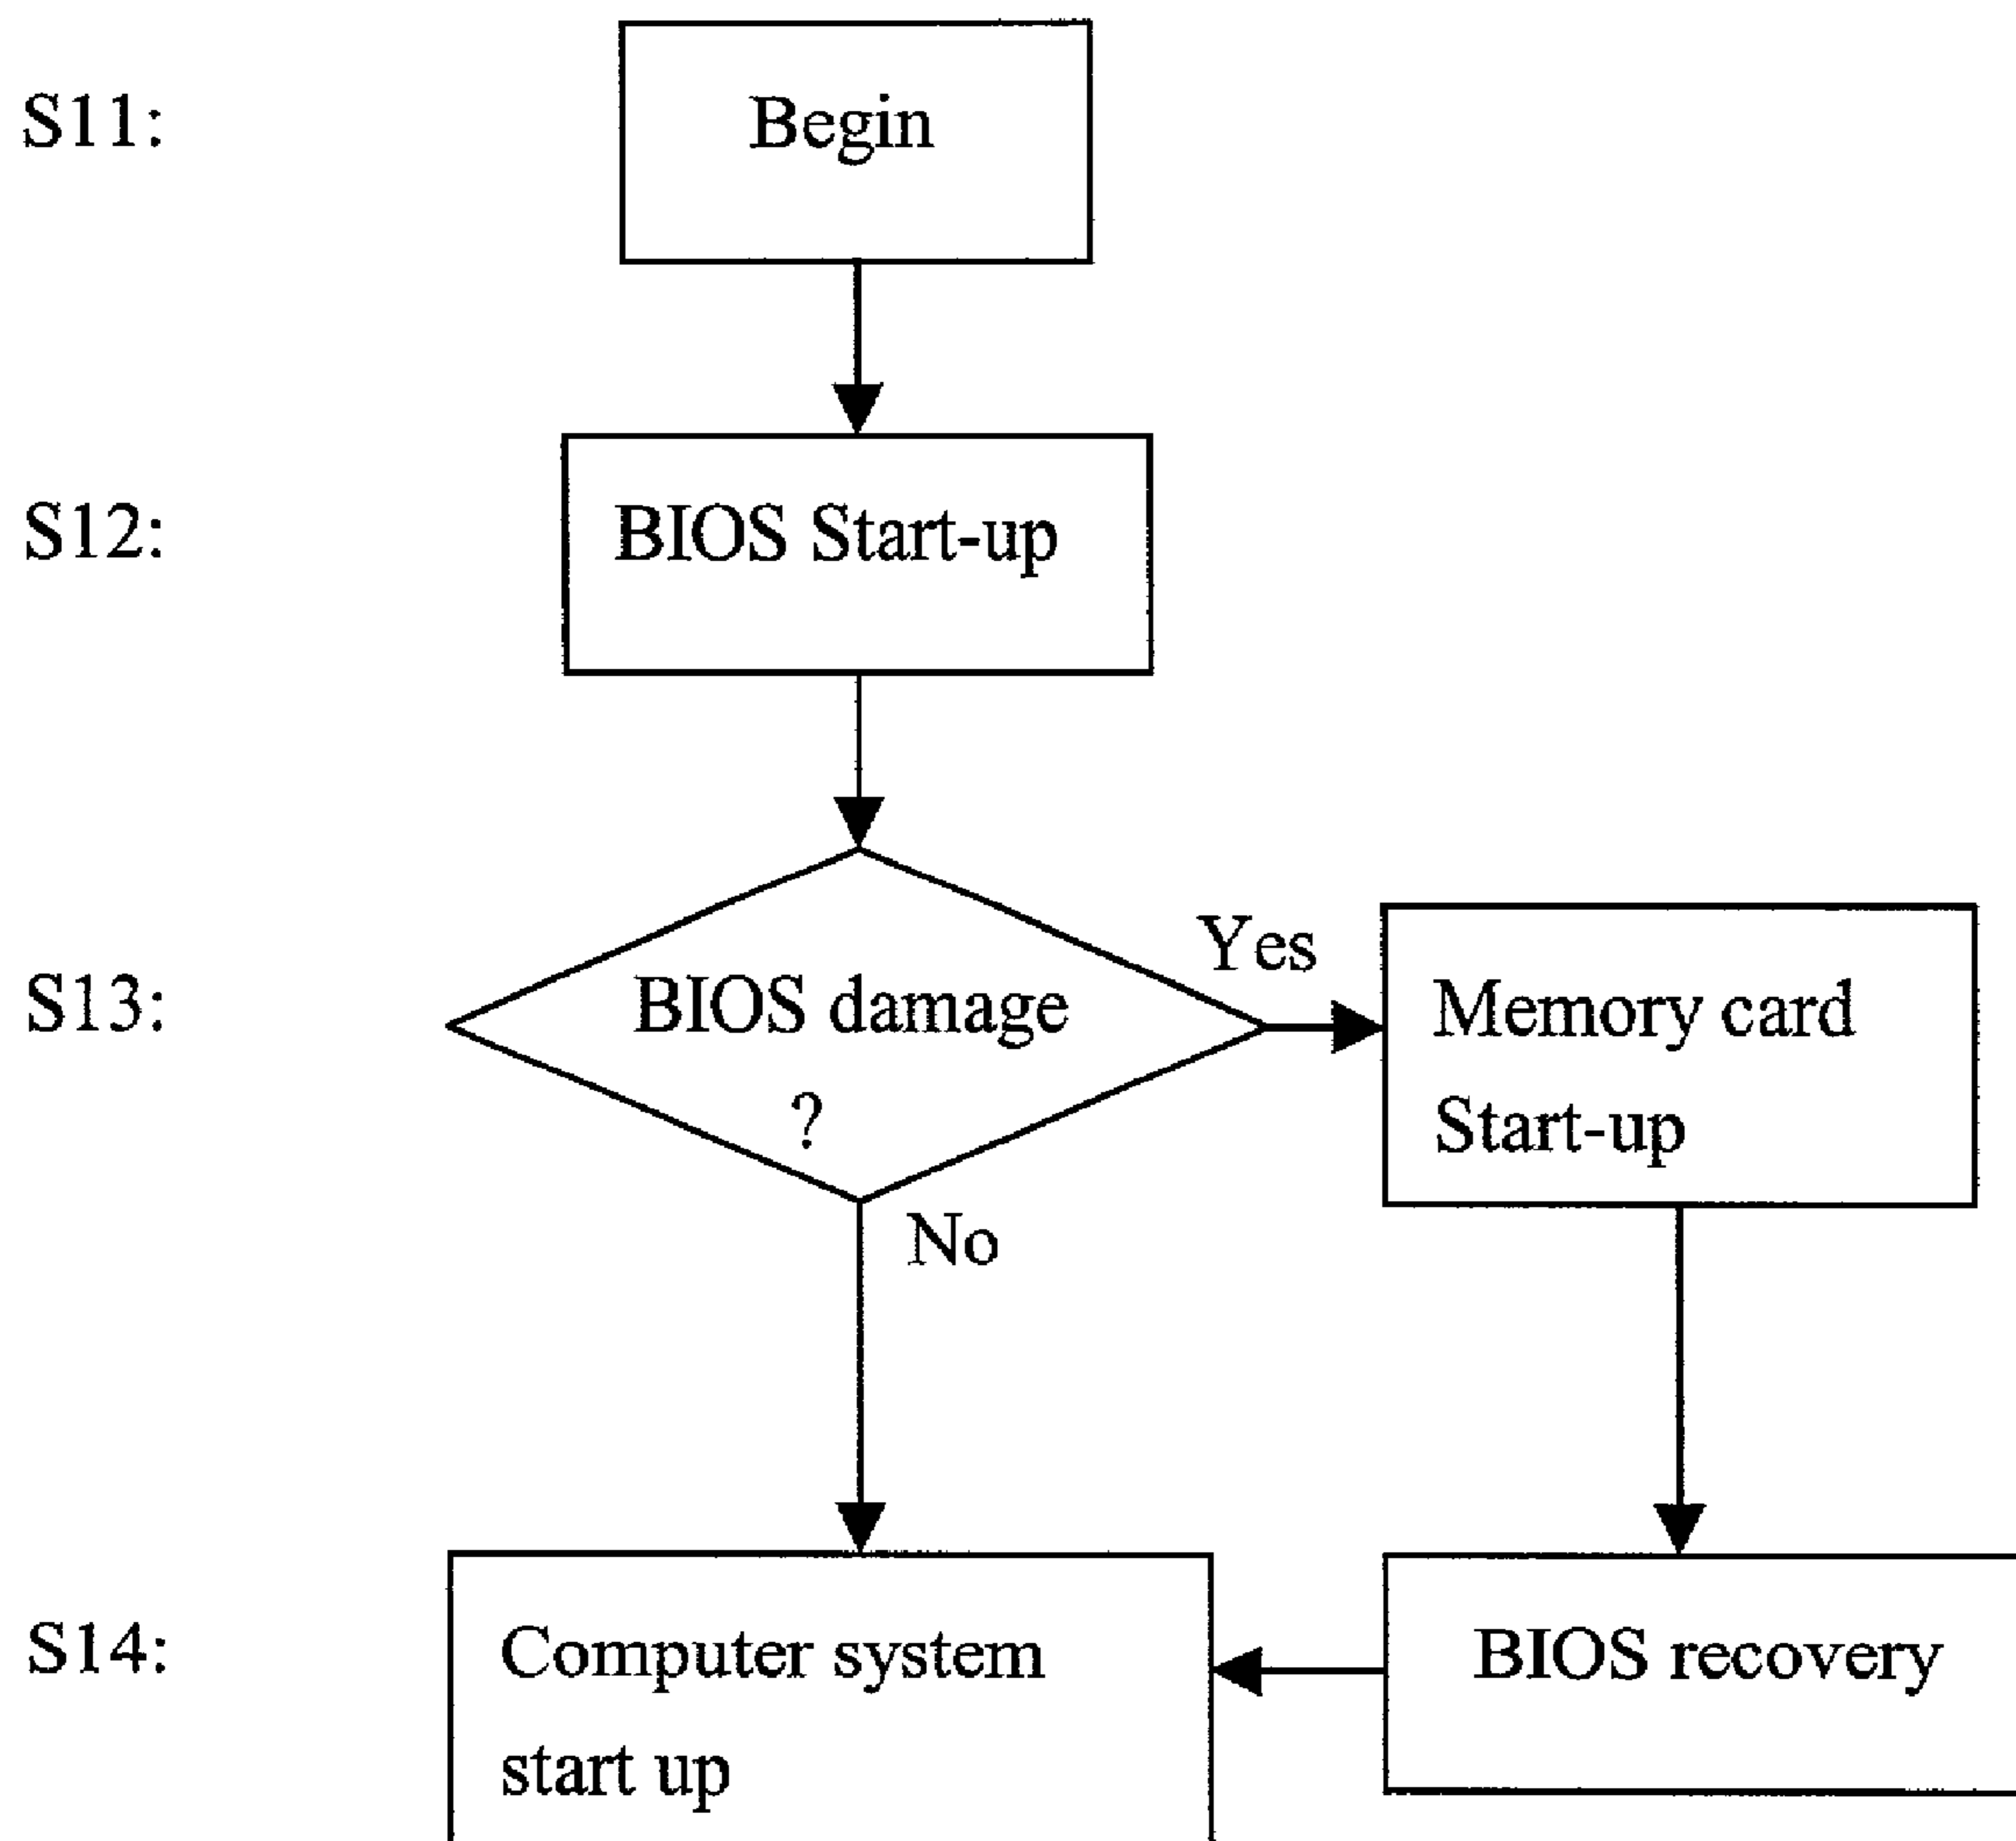 S11:
Begin
S12:
BIOS Start-up
S13:
BIOS damage
?
Yes
No
Memory card
Start-up
S14:
Computer system
start up
BIOS recovery